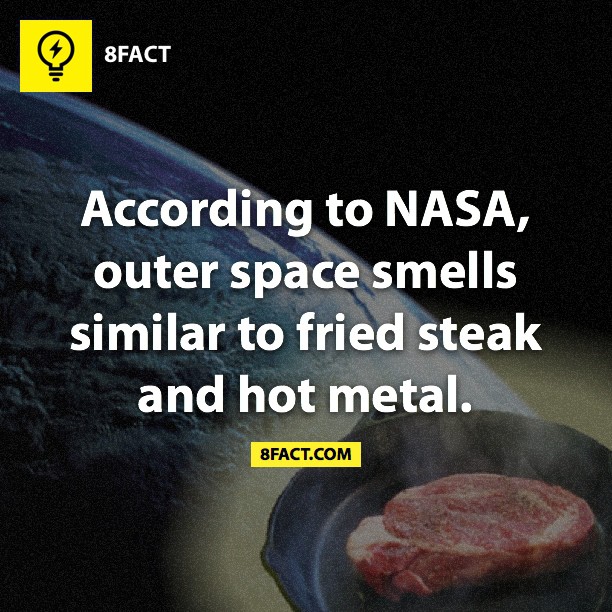 8FACT
According to NASA,
outer space smells
similar to fried steak
and hot metal.
8FACT.COM